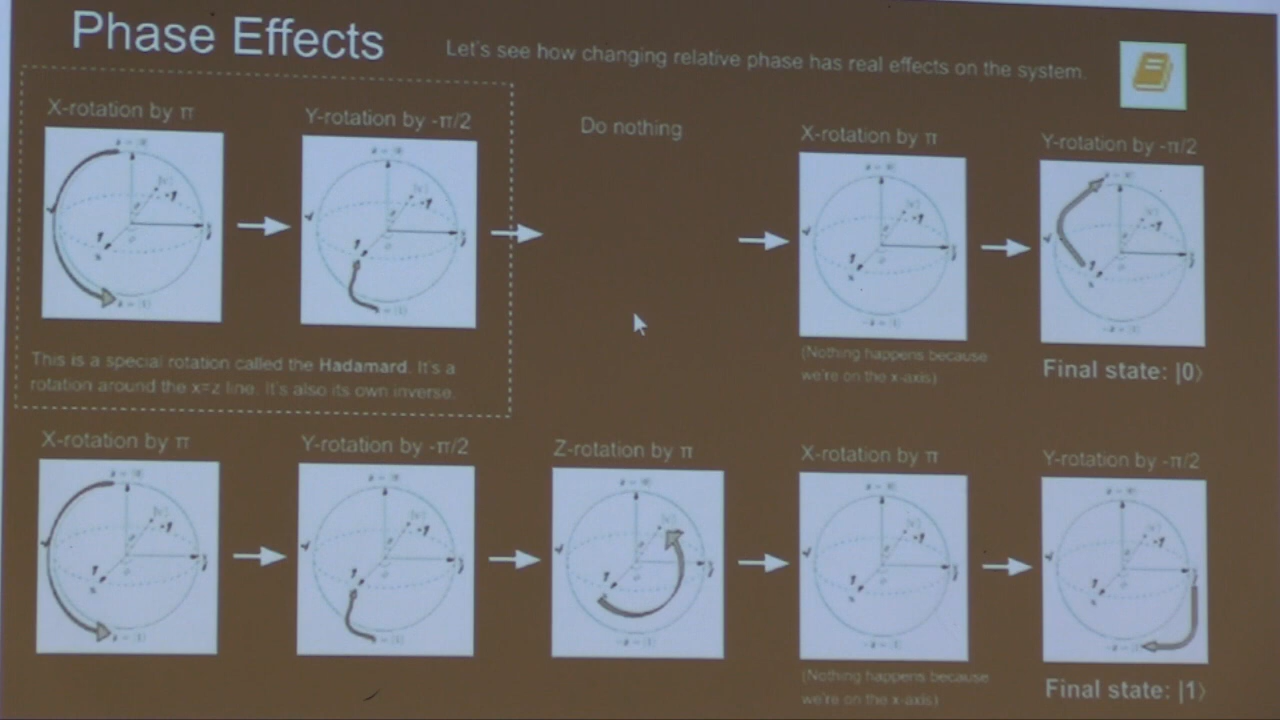 Phase Effects
Let's see how changing relative phase has real effects on the system.
X-rotation by π
Y-rotation by -π/2
Do nothing
X-rotation by π
Y-rotation by -π/2
This is a special rotation called the Hadamard. It's a
rotation around the x=z line. It's also its own inverse.
(Nothing happens because
we're on the x-axis)
Final state: |0⟩
X-rotation by π
Y-rotation by -π/2
Z-rotation by π
X-rotation by π
Y-rotation by -π/2
(Nothing happens because
we're on the x-axis)
Final state: |1⟩